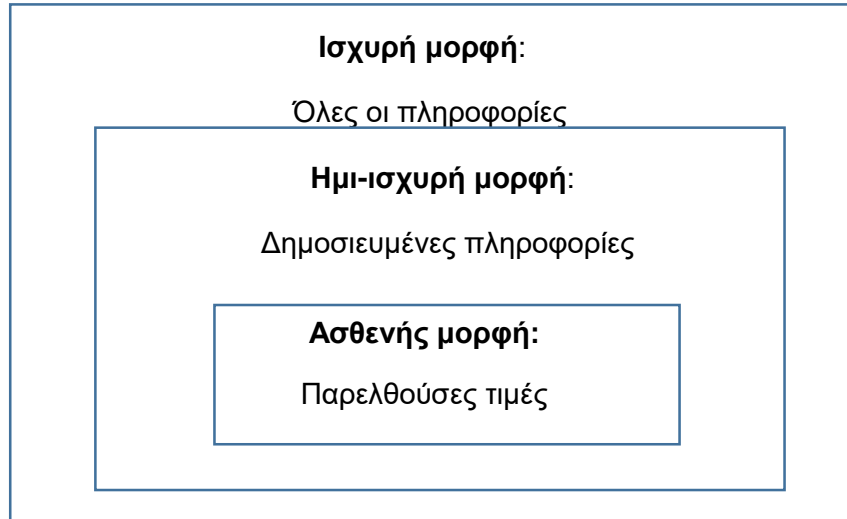 Ισχυρή μορφή:
Όλες οι πληροφορίες
Ημι-ισχυρή μορφή:
Δημοσιευμένες πληροφορίες
Ασθενής μορφή:
Παρελθούσες τιμές